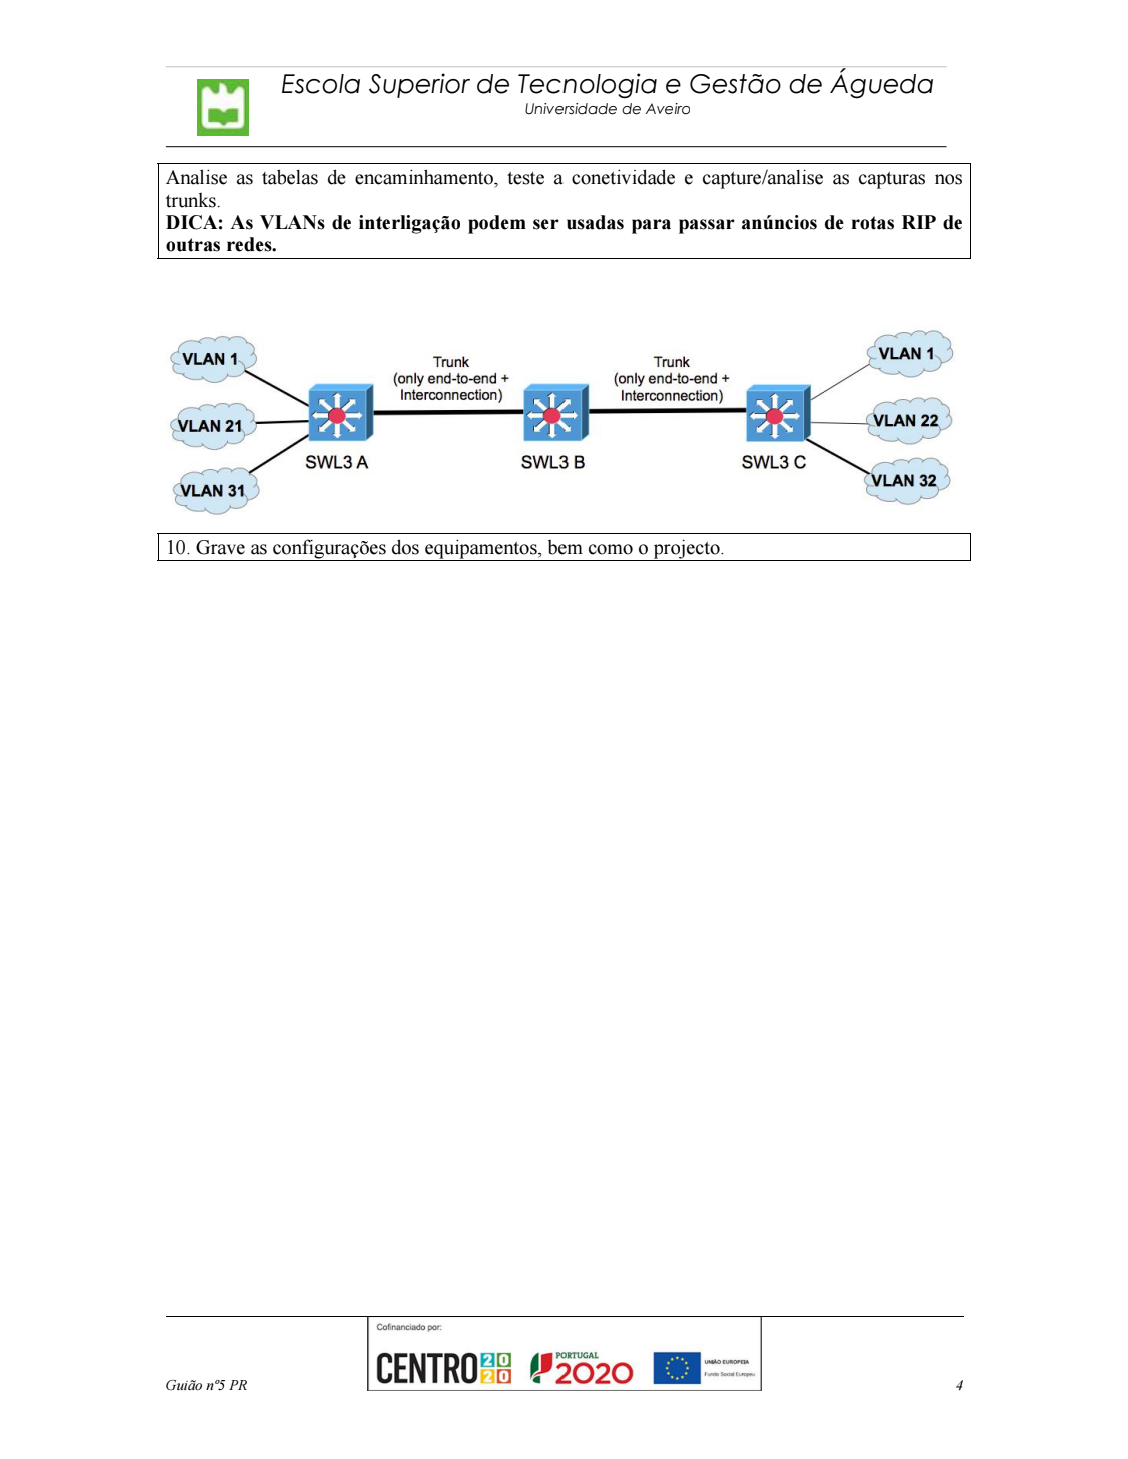 Escola Superior de Tecnologia e Gestão de Águeda
Universidade de Aveiro
Analise as tabelas de encaminhamento, teste a conetividade e capture/analise as capturas nos
trunks.
DICA: As VLANs de interligação podem ser usadas para passar anúncios de rotas RIP de
outras redes.
VLAN 1
VLAN 21
VLAN 31
Trunk
(only end-to-end +
Interconnection)
Trunk
(only end-to-end +
Interconnection)
VLAN 1
VLAN 22
VLAN 32
SWL3 A
SWL3 B
SWL3 C
10. Grave as configurações dos equipamentos, bem como o projecto.
Cofinanciado por:
CENTRO 2020
PORTUGAL
2020
UNIÃO EUROPEIA
Fundo Social Europeu
Guião nº5 PR
4